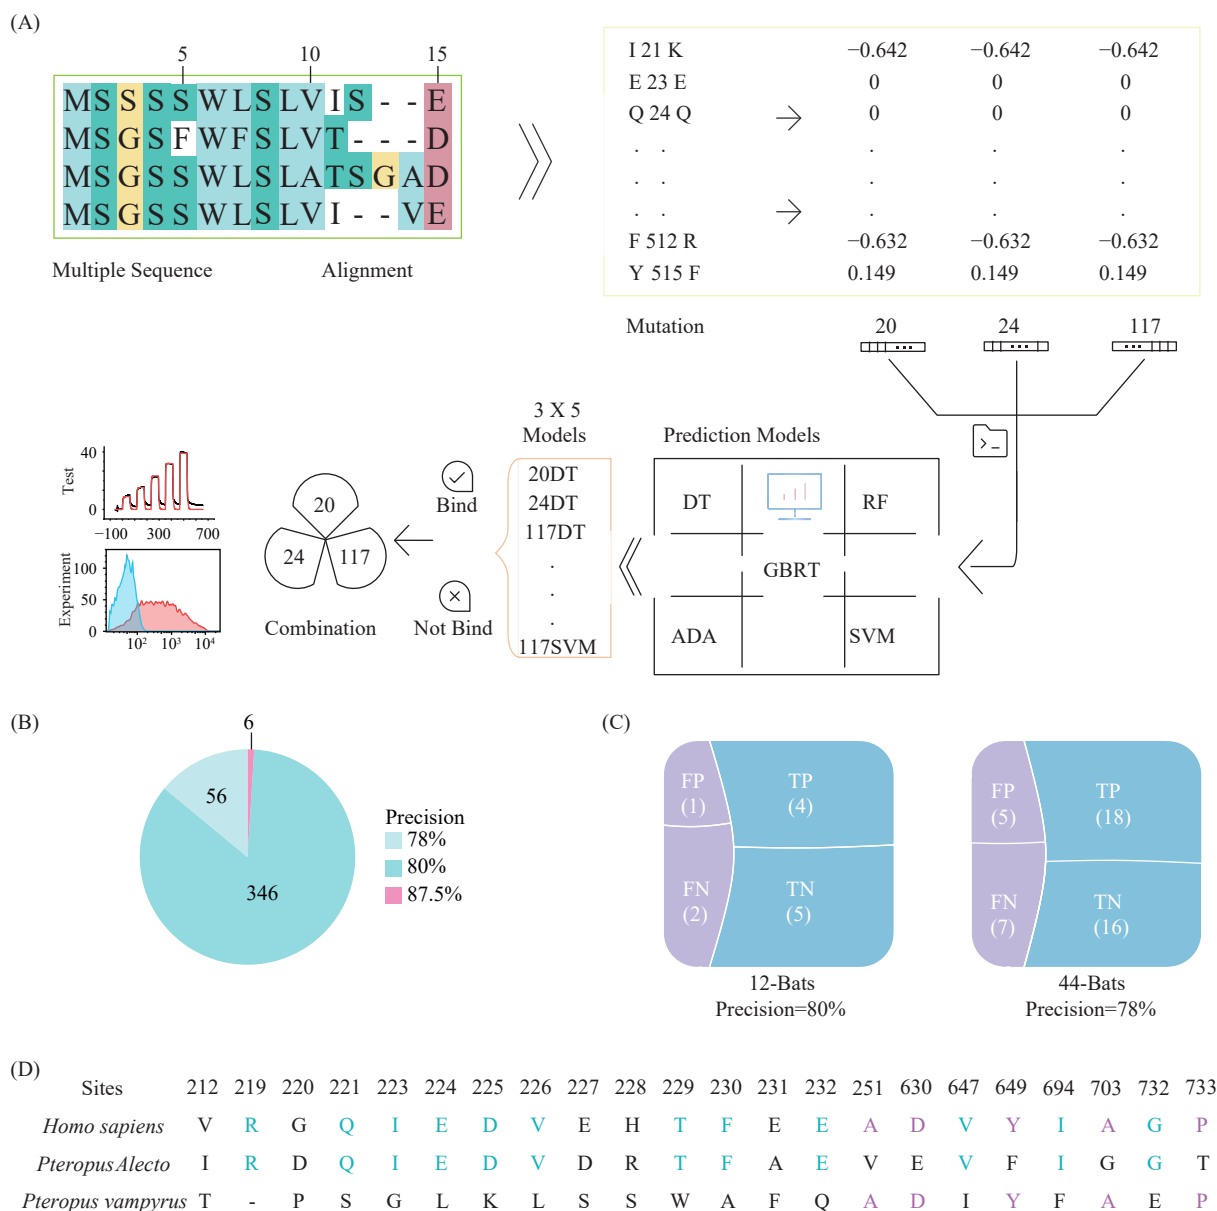 (A)
5 10 15
M S S S S W L S L V I S - - E
M S G S F W F S L V T - - - D
M S G S S W L S L A T S G A D
M S G S S W L S L V I - - V E
Multiple Sequence Alignment
I 21 K −0.642 −0.642 −0.642
E 23 E 0 0 0
Q 24 Q 0 0 0
. . . . .
. . . . .
. . . . .
F 512 R −0.632 −0.632 −0.632
Y 515 F 0.149 0.149 0.149
Mutation 20 24 117
Prediction Models
DT RF
GBRT
ADA SVM
3 X 5
Models
20DT
24DT
117DT
.
.
.
117SVM
Bind
Not Bind
20
24 117
Combination
Test
40
0
−100 300 700
Experiment
100
50
0
10² 10³ 10⁴
(B)
6
56
346
Precision
78%
80%
87.5%
(C)
FP
(1)
TP
(4)
FN
(2)
TN
(5)
12-Bats
Precision=80%
FP
(5)
TP
(18)
FN
(7)
TN
(16)
44-Bats
Precision=78%
(D)
Sites 212 219 220 221 223 224 225 226 227 228 229 230 231 232 251 630 647 649 694 703 732 733
Homo sapiens V R G Q I E D V E H T F E E A D V Y I A G P
Pteropus Alecto I R D Q I E D V D R T F A E V E V F I G G T
Pteropus vampyrus T - P S G L K L S S W A F Q A D I Y F A E P